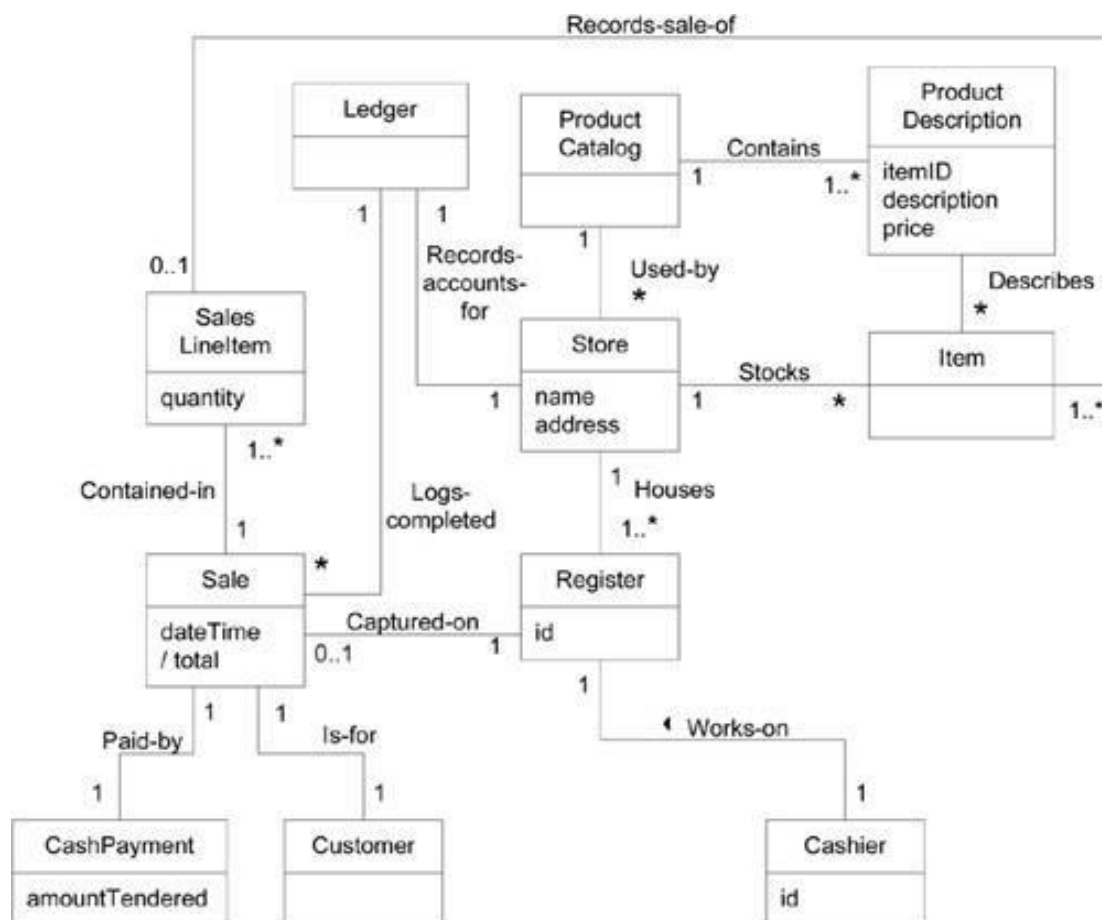 Records-sale-of
Ledger
Product
Catalog
Product
Description
Contains
1
1..*
itemID
description
price
1
1
1
Records-
accounts-
for
Used-by
*
Describes
*
0..1
Sales
LineItem
quantity
Store
name
address
Stocks
1
1
*
Item
1..*
1..*
Contained-in
1
Logs-
completed
*
1
Houses
1..*
Sale
dateTime
/ total
Captured-on
0..1
1
Register
id
1
1
1
Paid-by
Is-for
Works-on
1
1
1
CashPayment
amountTendered
Customer
Cashier
id